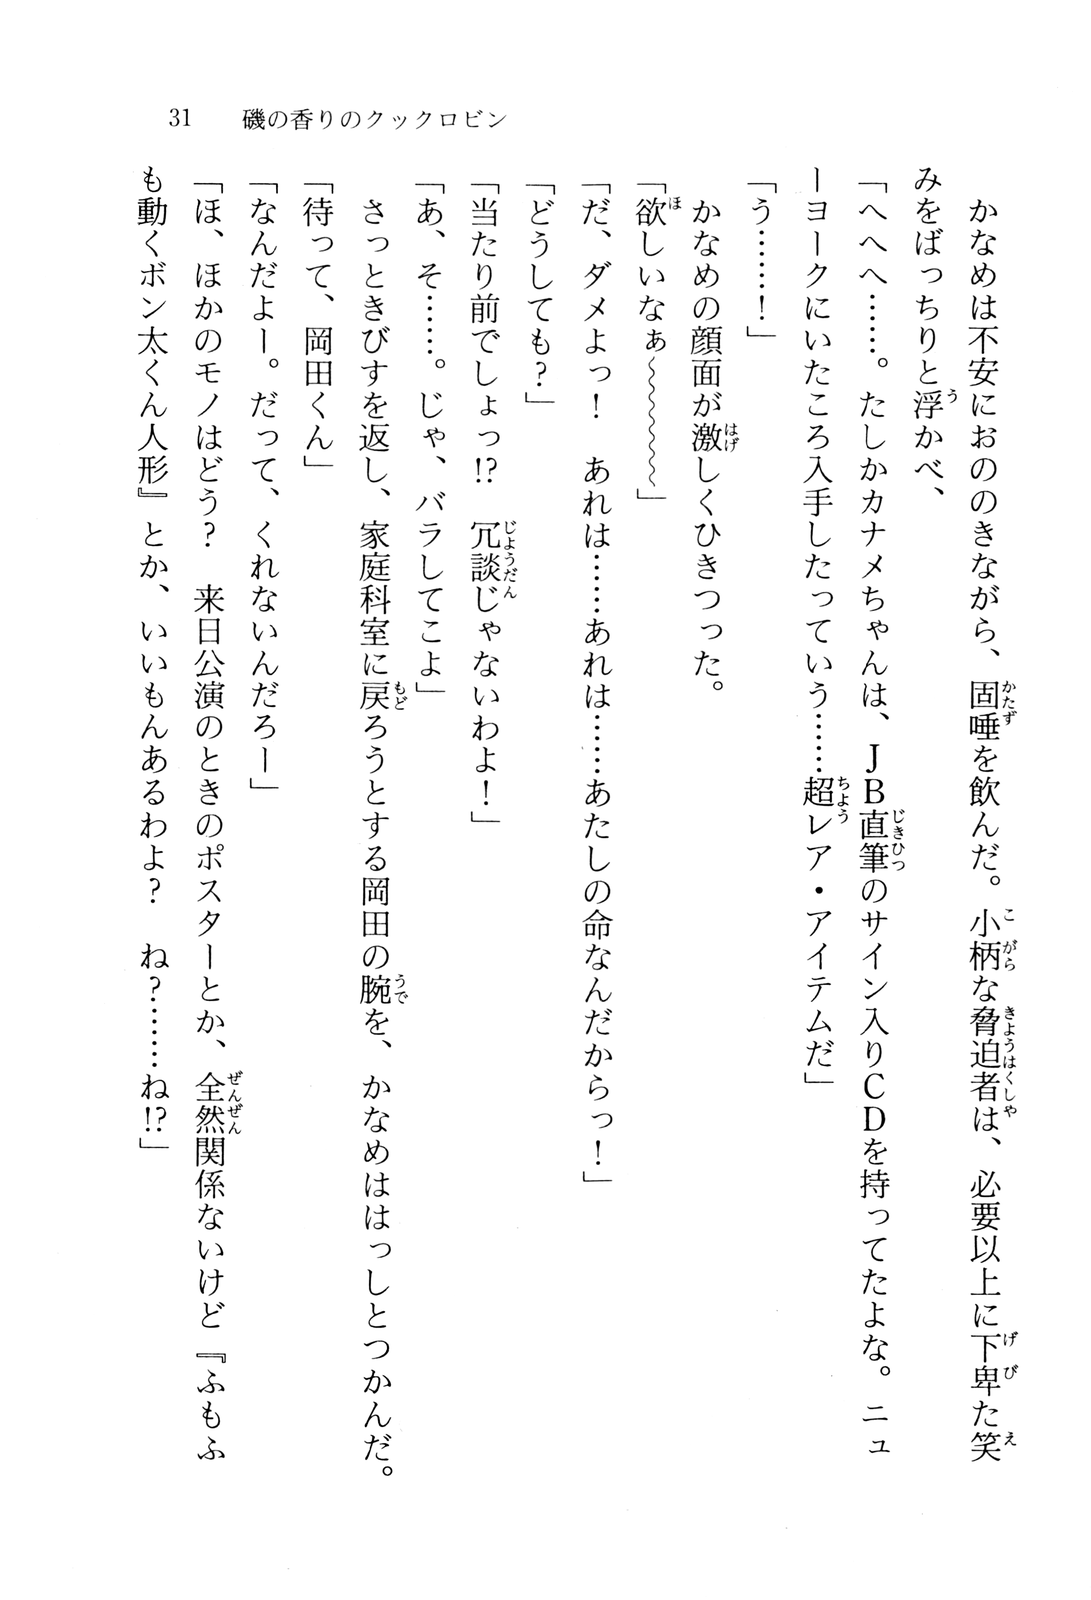 31　磯の香りのクックロビン
　かなめは不安におののきながら、固唾を飲んだ。小柄な脅迫者は、必要以上に下卑た笑
みをばっちりと浮かべ、
「へへへ……。たしかカナメちゃんは、ＪＢ直筆のサイン入りＣＤを持ってたよな。ニュ
ーヨークにいたころ入手したっていう……超レア・アイテムだ」
「う……！」
　かなめの顔面が激しくひきつった。
「欲しいなぁ〜〜〜〜〜〜」
「だ、ダメよっ！　あれは……あれは……あたしの命なんだからっ！」
「どうしても？」
「当たり前でしょっ!?　冗談じゃないわよ！」
「あ、そ……。じゃ、バラしてこよ」
　さっときびすを返し、家庭科室に戻ろうとする岡田の腕を、かなめははっしとつかんだ。
「待って、岡田くん」
「なんだよー。だって、くれないんだろー」
「ほ、ほかのモノはどう？　来日公演のときのポスターとか、全然関係ないけど『ふもふ
も動くボン太くん人形』とか、いいもんあるわよ？　ね？……ね!?」